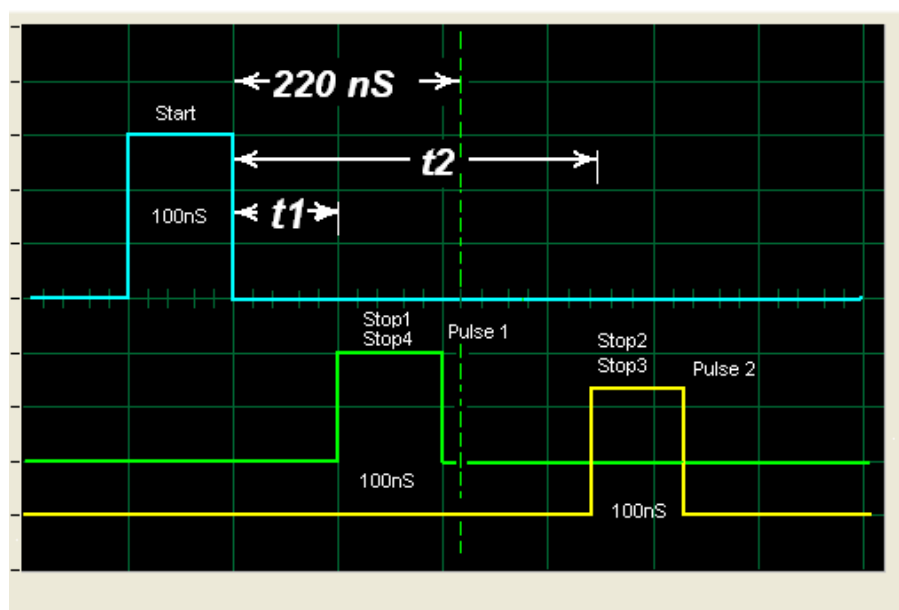 220 nS
Start
t2
100nS
t1
Stop1
Stop4
Pulse 1
Stop2
Stop3
Pulse 2
100nS
100nS